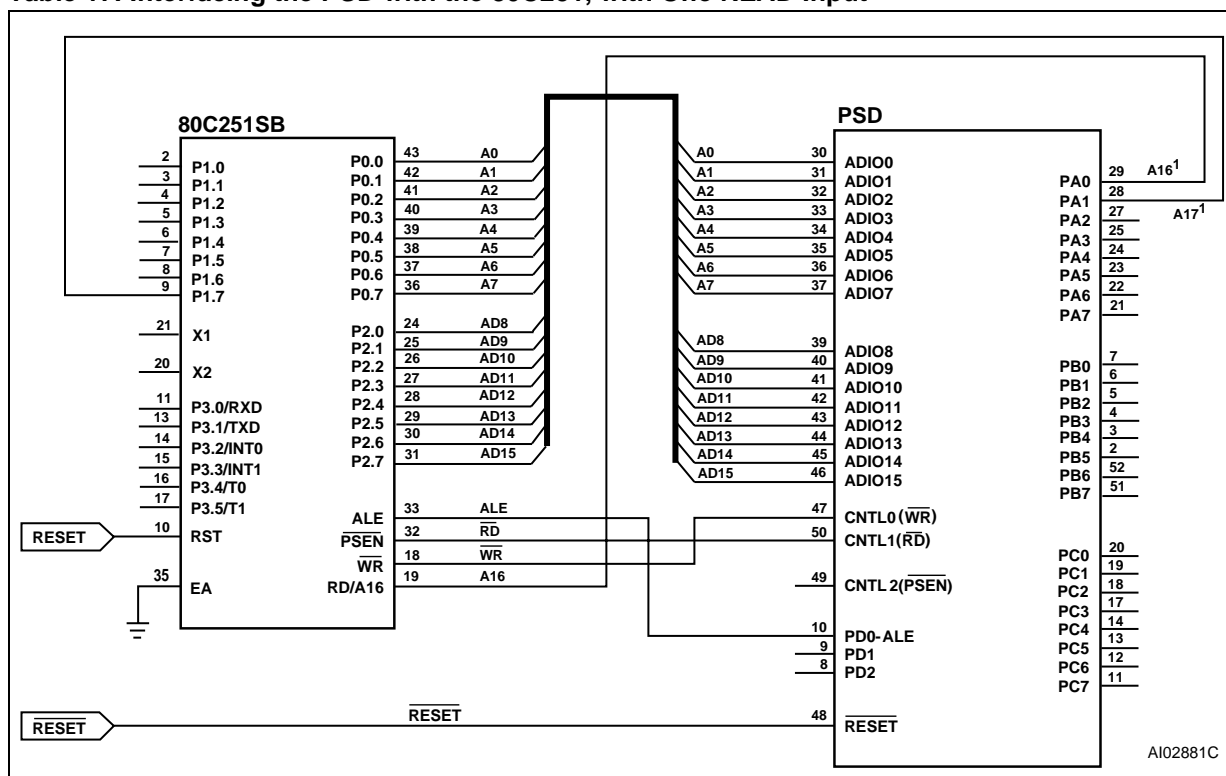 Table 17. Interfacing the PSD with the 80C251, with One READ Input
80C251SB
2 P1.0
3 P1.1
4 P1.2
5 P1.3
6 P1.4
7 P1.5
8 P1.6
9 P1.7
21 X1
20 X2
11 P3.0/RXD
13 P3.1/TXD
14 P3.2/INT0
15 P3.3/INT1
16 P3.4/T0
17 P3.5/T1
RESET 10 RST
35 EA
P0.0 43 A0
P0.1 42 A1
P0.2 41 A2
P0.3 40 A3
P0.4 39 A4
P0.5 38 A5
P0.6 37 A6
P0.7 36 A7
P2.0 24 AD8
P2.1 25 AD9
P2.2 26 AD10
P2.3 27 AD11
P2.4 28 AD12
P2.5 29 AD13
P2.6 30 AD14
P2.7 31 AD15
ALE 33 ALE
PSEN 32 RD
WR 18 WR
RD/A16 19 A16
PSD
A0 30 ADIO0
A1 31 ADIO1
A2 32 ADIO2
A3 33 ADIO3
A4 34 ADIO4
A5 35 ADIO5
A6 36 ADIO6
A7 37 ADIO7
AD8 39 ADIO8
AD9 40 ADIO9
AD10 41 ADIO10
AD11 42 ADIO11
AD12 43 ADIO12
AD13 44 ADIO13
AD14 45 ADIO14
AD15 46 ADIO15
47 CNTL0(WR)
50 CNTL1(RD)
49 CNTL 2(PSEN)
10 PD0-ALE
9 PD1
8 PD2
RESET RESET 48 RESET
PA0 29 A16¹
PA1 28 A17¹
PA2 27
PA3 25
PA4 24
PA5 23
PA6 22
PA7 21
PB0 7
PB1 6
PB2 5
PB3 4
PB4 3
PB5 2
PB6 52
PB7 51
PC0 20
PC1 19
PC2 18
PC3 17
PC4 14
PC5 13
PC6 12
PC7 11
AI02881C